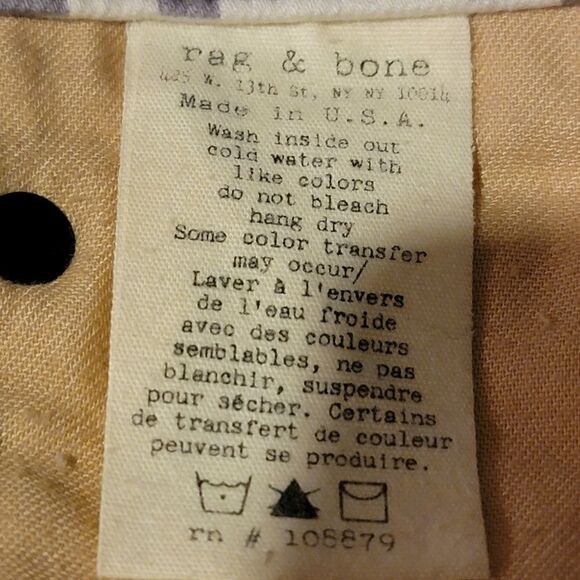 rag & bone
425 W. 13th St, NY NY 10014
Made in U.S.A.
Wash inside out
cold water with
like colors
do not bleach
hang dry
Some color transfer
may occur/
Laver à l'envers
de l'eau froide
avec des couleurs
semblables, ne pas
blanchir, suspendre
pour sécher. Certains
de transfert de couleur
peuvent se produire.
rn # 108879